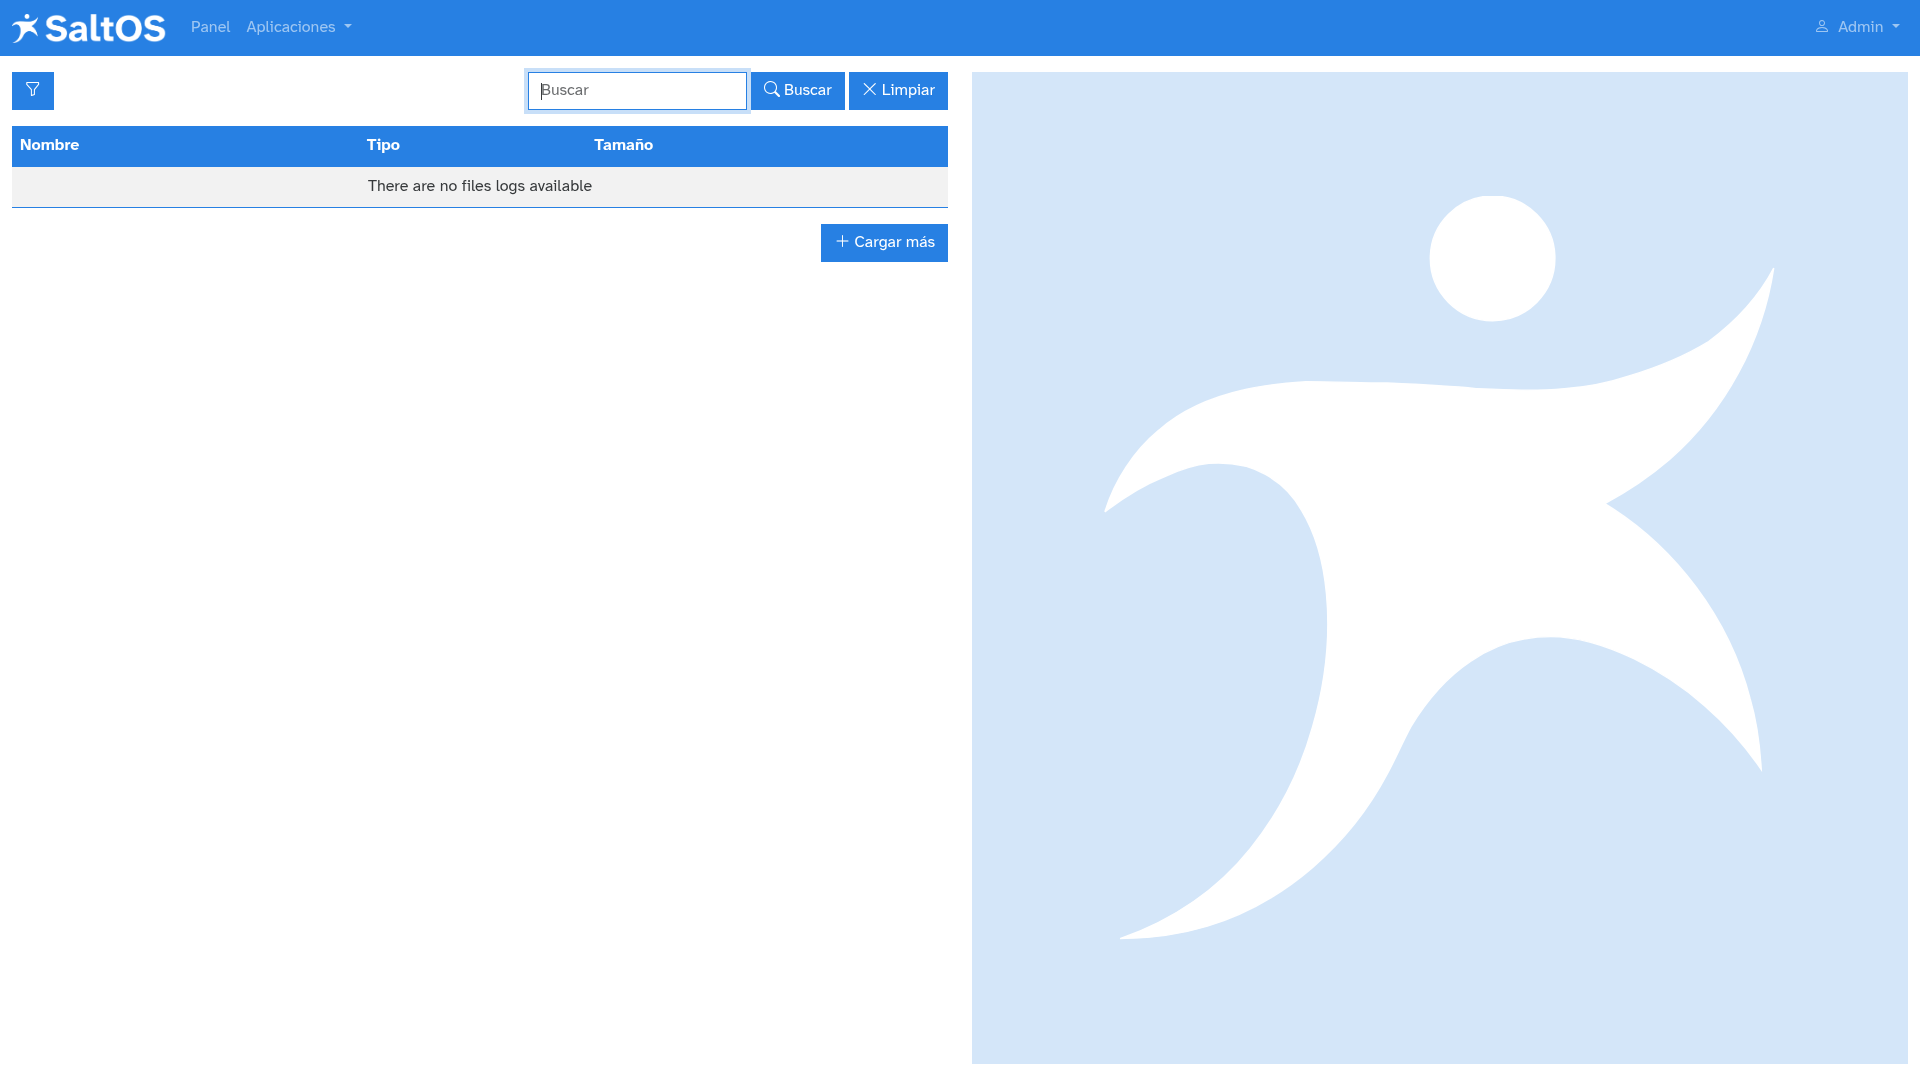 SaltOS Panel Aplicaciones Admin
Buscar Buscar Limpiar
Nombre Tipo Tamaño
There are no files logs available
Cargar más